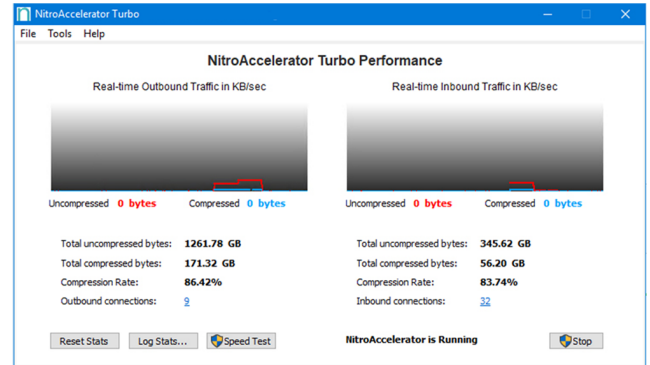 NitroAccelerator Turbo
File Tools Help
NitroAccelerator Turbo Performance
Real-time Outbound Traffic in KB/sec
Real-time Inbound Traffic in KB/sec
Uncompressed 0 bytes Compressed 0 bytes
Uncompressed 0 bytes Compressed 0 bytes
Total uncompressed bytes: 1261.78 GB
Total compressed bytes: 171.32 GB
Compression Rate: 86.42%
Outbound connections: 9
Total uncompressed bytes: 345.62 GB
Total compressed bytes: 56.20 GB
Compression Rate: 83.74%
Inbound connections: 32
Reset Stats Log Stats... Speed Test
NitroAccelerator is Running Stop